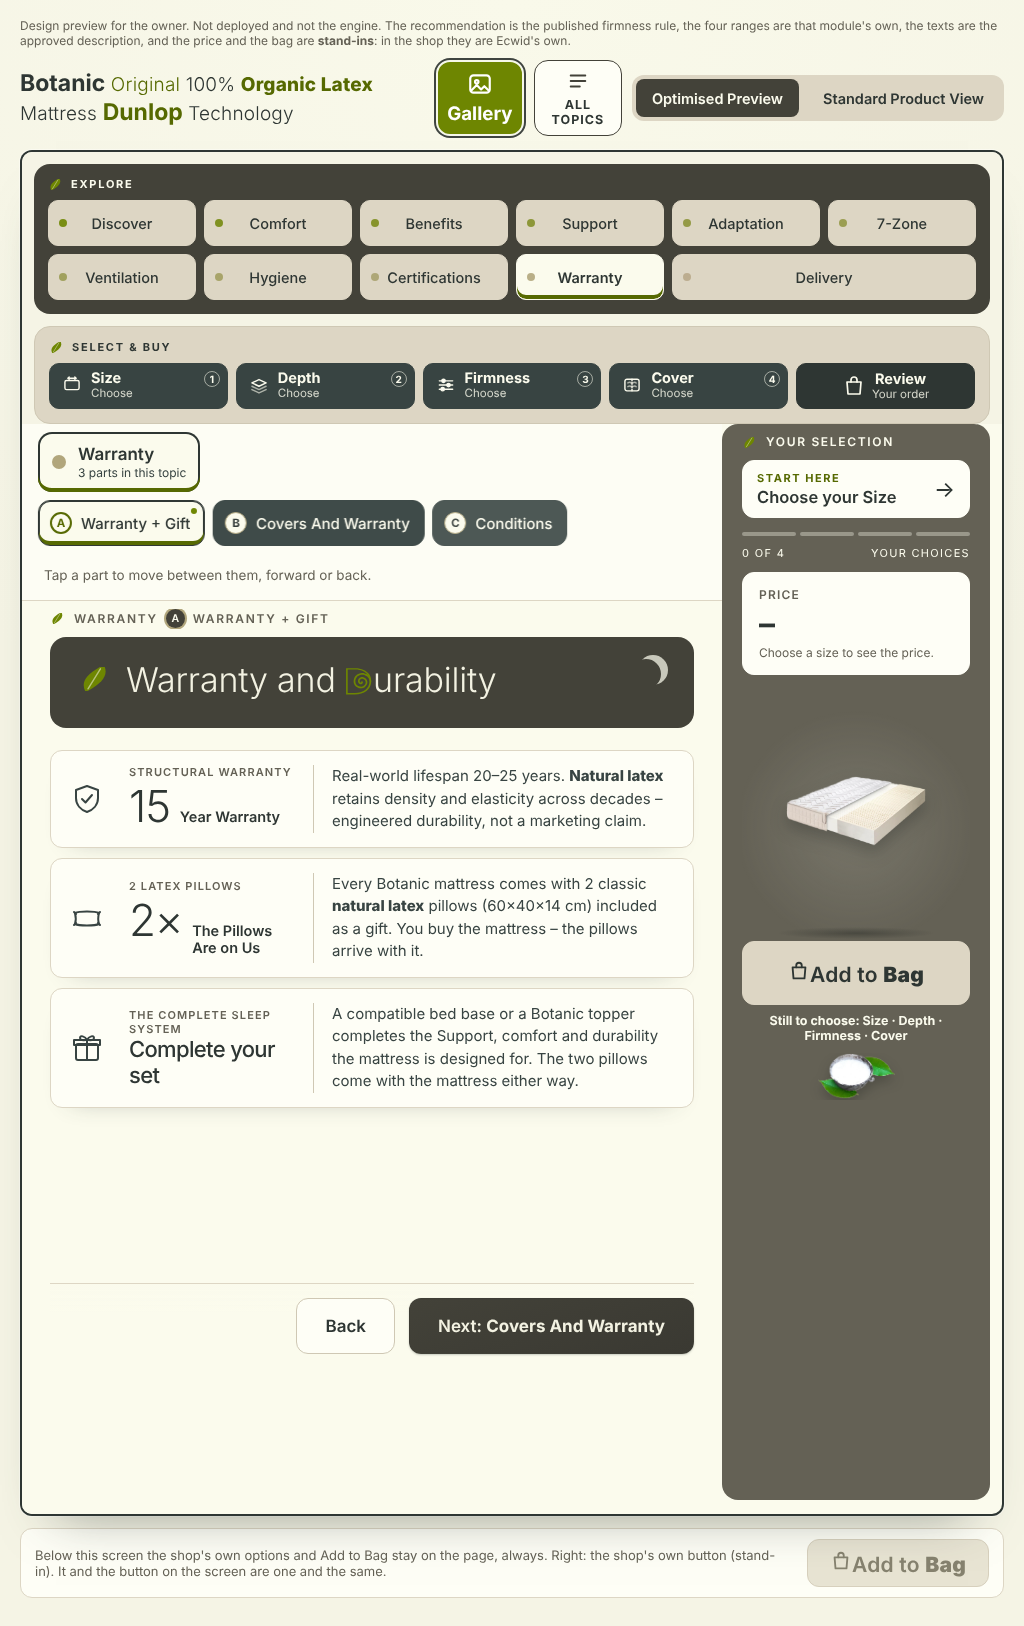 Design preview for the owner. Not deployed and not the engine. The recommendation is the published firmness rule, the four ranges are that module's own, the texts are the
approved description, and the price and the bag are stand-ins: in the shop they are Ecwid's own.
Botanic Original 100% Organic Latex
Mattress Dunlop Technology
Gallery
ALL
TOPICS
Optimised Preview
Standard Product View
EXPLORE
Discover
Comfort
Benefits
Support
Adaptation
7-Zone
Ventilation
Hygiene
Certifications
Warranty
Delivery
SELECT & BUY
Size
Choose
1
Depth
Choose
2
Firmness
Choose
3
Cover
Choose
4
Review
Your order
Warranty
3 parts in this topic
A Warranty + Gift
B Covers And Warranty
C Conditions
Tap a part to move between them, forward or back.
WARRANTY A WARRANTY + GIFT
Warranty and Durability
STRUCTURAL WARRANTY
15 Year Warranty
Real-world lifespan 20–25 years. Natural latex
retains density and elasticity across decades –
engineered durability, not a marketing claim.
2 LATEX PILLOWS
2× The Pillows
Are on Us
Every Botanic mattress comes with 2 classic
natural latex pillows (60×40×14 cm) included
as a gift. You buy the mattress – the pillows
arrive with it.
THE COMPLETE SLEEP
SYSTEM
Complete your
set
A compatible bed base or a Botanic topper
completes the Support, comfort and durability
the mattress is designed for. The two pillows
come with the mattress either way.
Back
Next: Covers And Warranty
YOUR SELECTION
START HERE
Choose your Size
0 OF 4
YOUR CHOICES
PRICE
–
Choose a size to see the price.
Add to Bag
Still to choose: Size · Depth ·
Firmness · Cover
Below this screen the shop's own options and Add to Bag stay on the page, always. Right: the shop's own button (stand-
in). It and the button on the screen are one and the same.
Add to Bag